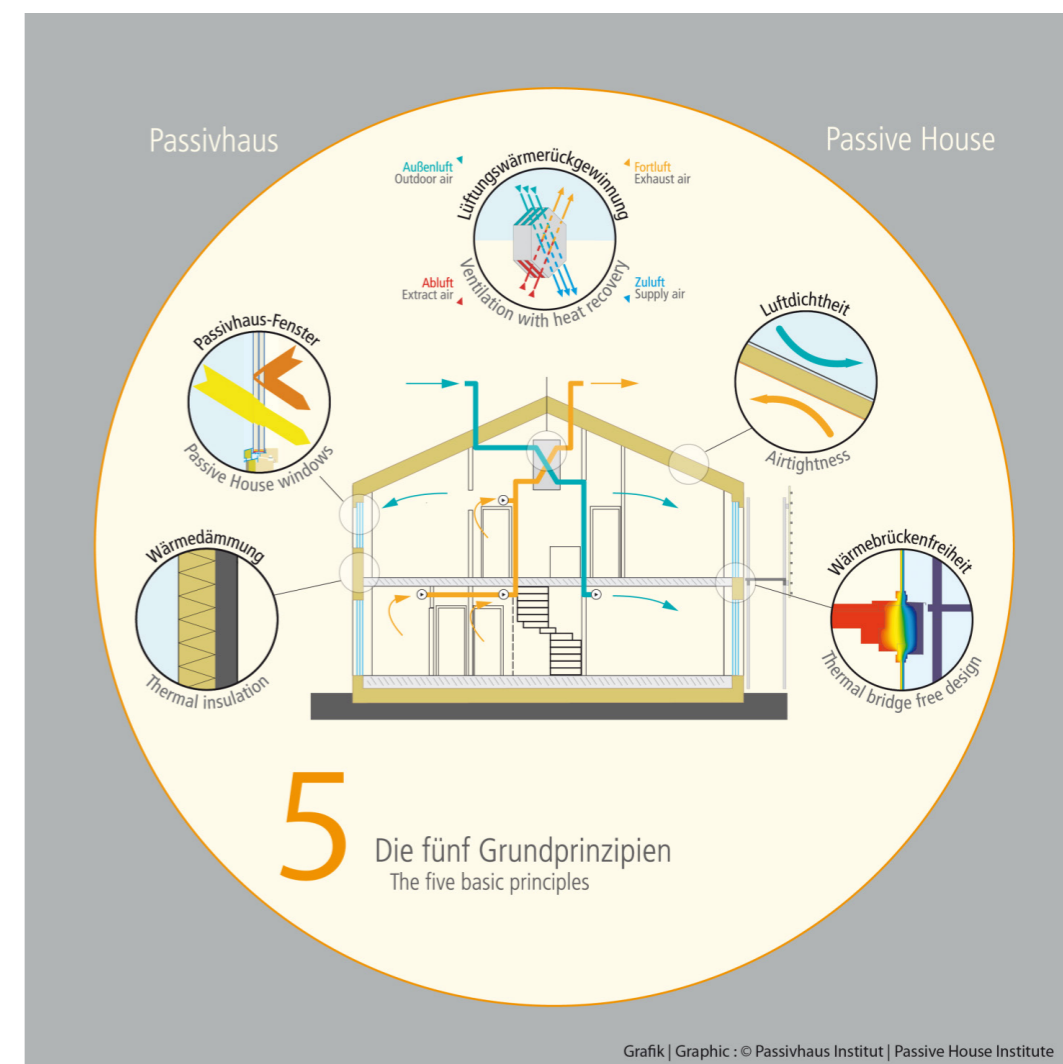 Passivhaus
Passive House
Außenluft
Outdoor air
Fortluft
Exhaust air
Lüftungswärmerückgewinnung
Abluft
Extract air
Zuluft
Supply air
Ventilation with heat recovery
Passivhaus-Fenster
Passive House windows
Luftdichtheit
Airtightness
Wärmedämmung
Thermal insulation
Wärmebrückenfreiheit
Thermal bridge free design
5
Die fünf Grundprinzipien
The five basic principles
Grafik | Graphic : © Passivhaus Institut | Passive House Institute